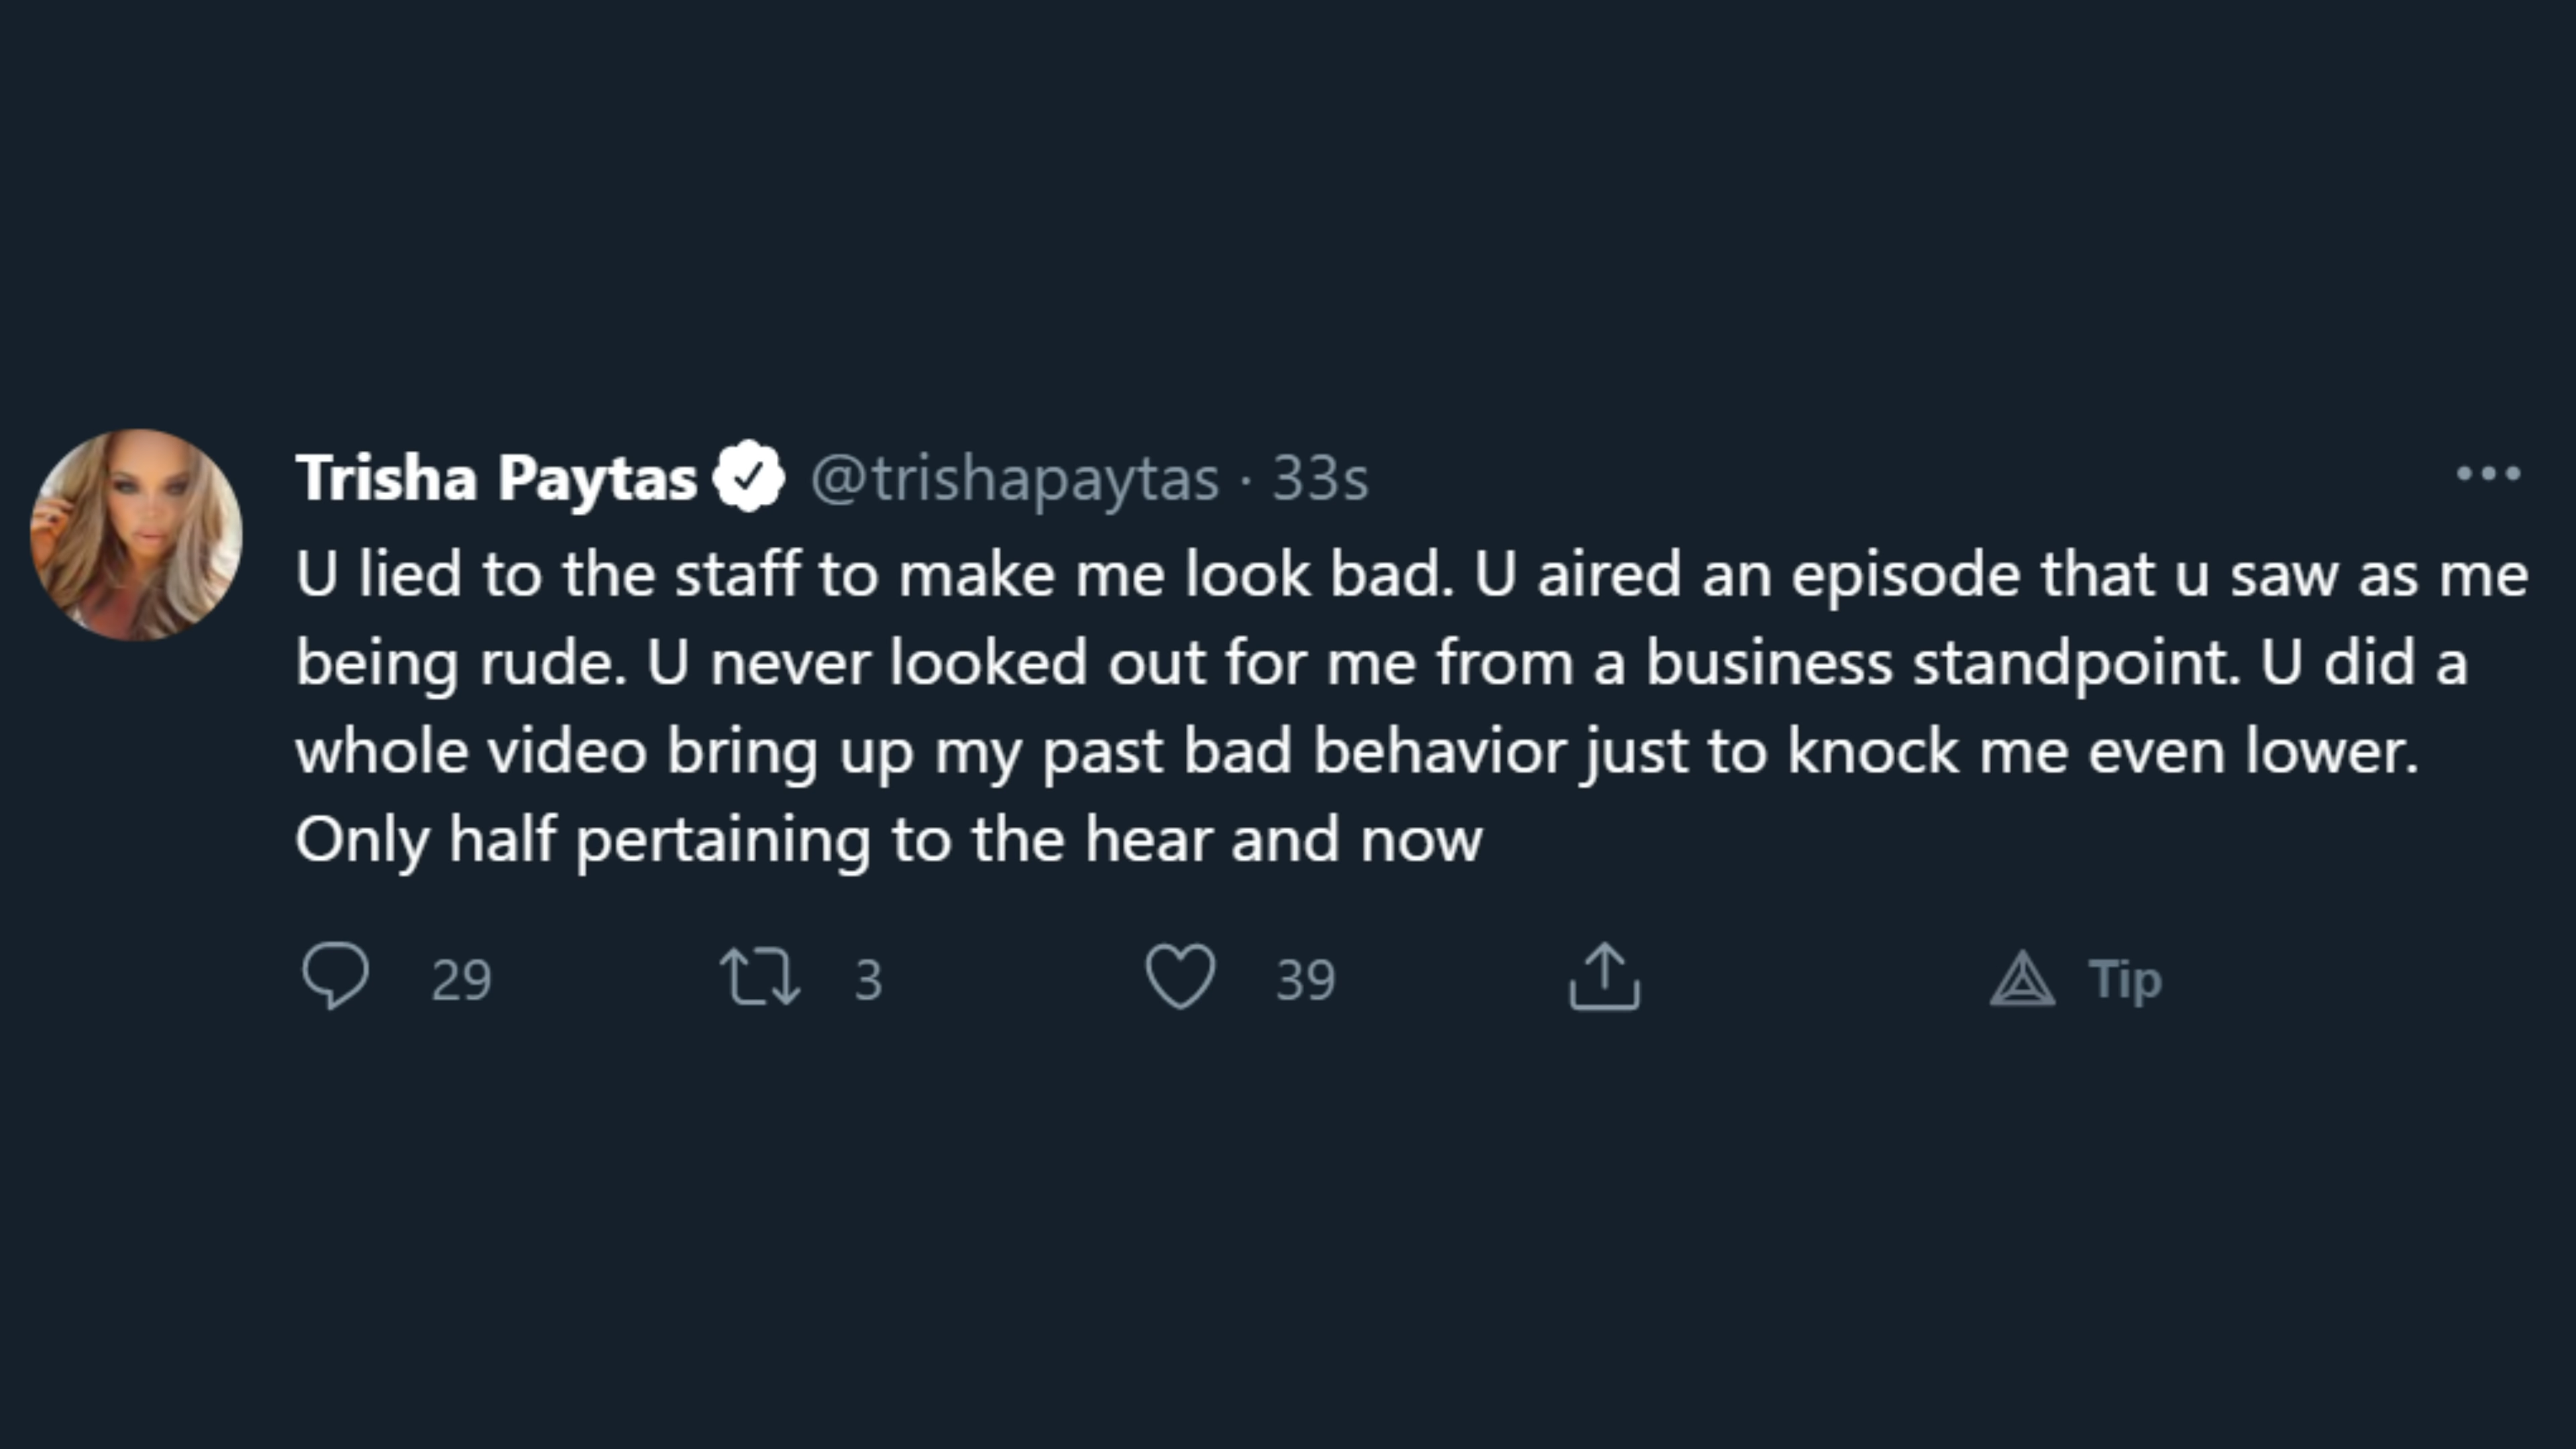 Trisha Paytas @trishapaytas · 33s
U lied to the staff to make me look bad. U aired an episode that u saw as me
being rude. U never looked out for me from a business standpoint. U did a
whole video bring up my past bad behavior just to knock me even lower.
Only half pertaining to the hear and now
29 3 39 Tip